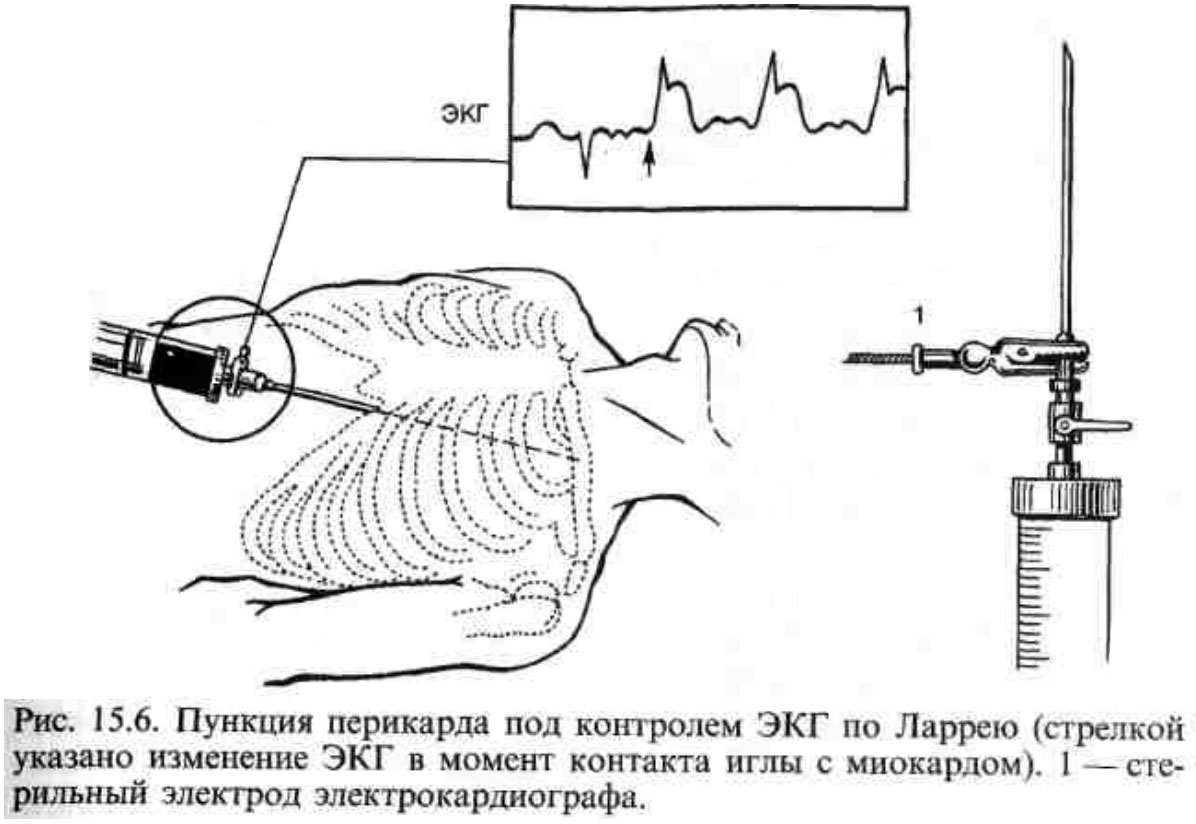 ЭКГ
1
Рис. 15.6. Пункция перикарда под контролем ЭКГ по Ларрею (стрелкой
указано изменение ЭКГ в момент контакта иглы с миокардом). 1 — сте-
рильный электрод электрокардиографа.